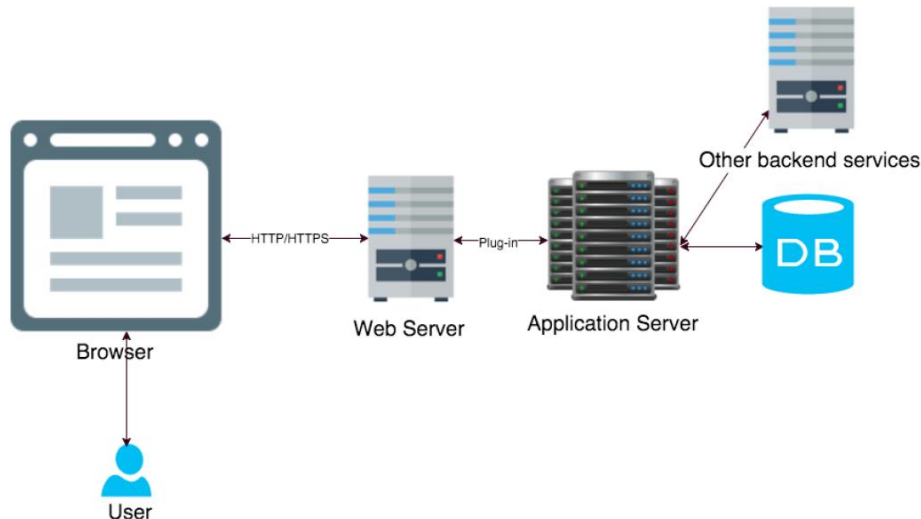 Other backend services
HTTP/HTTPS
Plug-in
DB
Web Server
Application Server
Browser
User